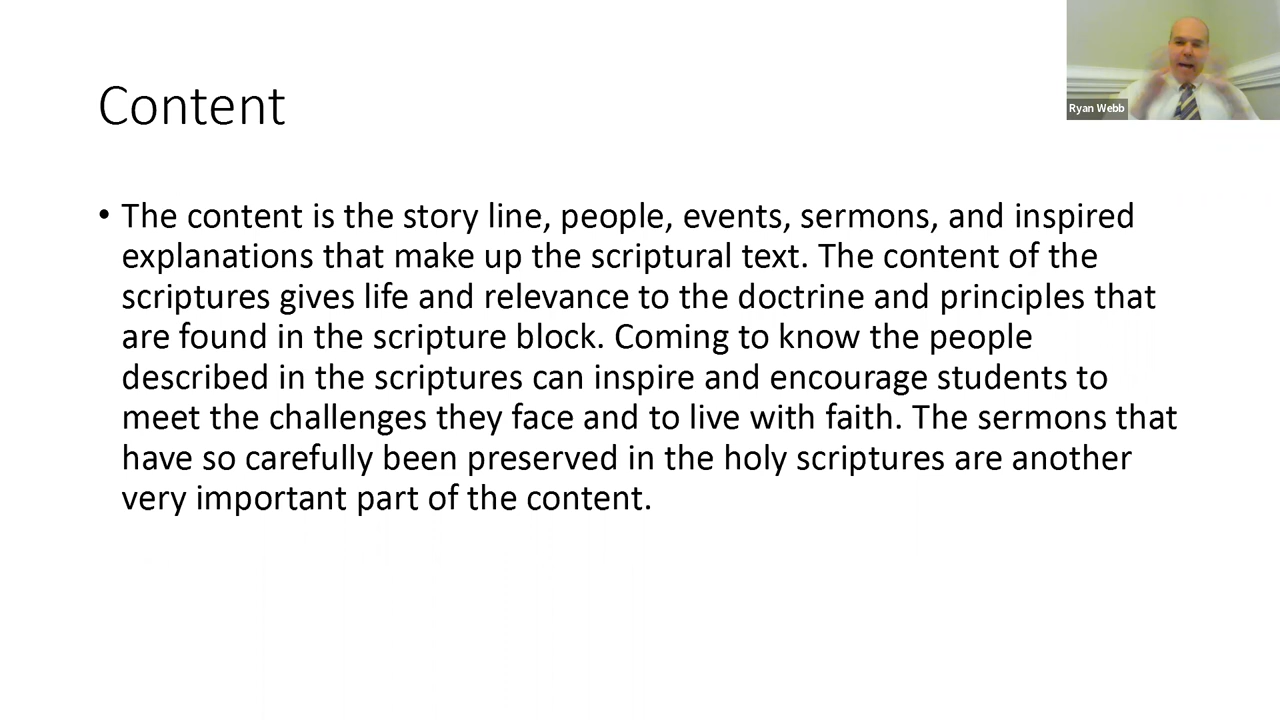 Ryan Webb
Content
• The content is the story line, people, events, sermons, and inspired
explanations that make up the scriptural text. The content of the
scriptures gives life and relevance to the doctrine and principles that
are found in the scripture block. Coming to know the people
described in the scriptures can inspire and encourage students to
meet the challenges they face and to live with faith. The sermons that
have so carefully been preserved in the holy scriptures are another
very important part of the content.